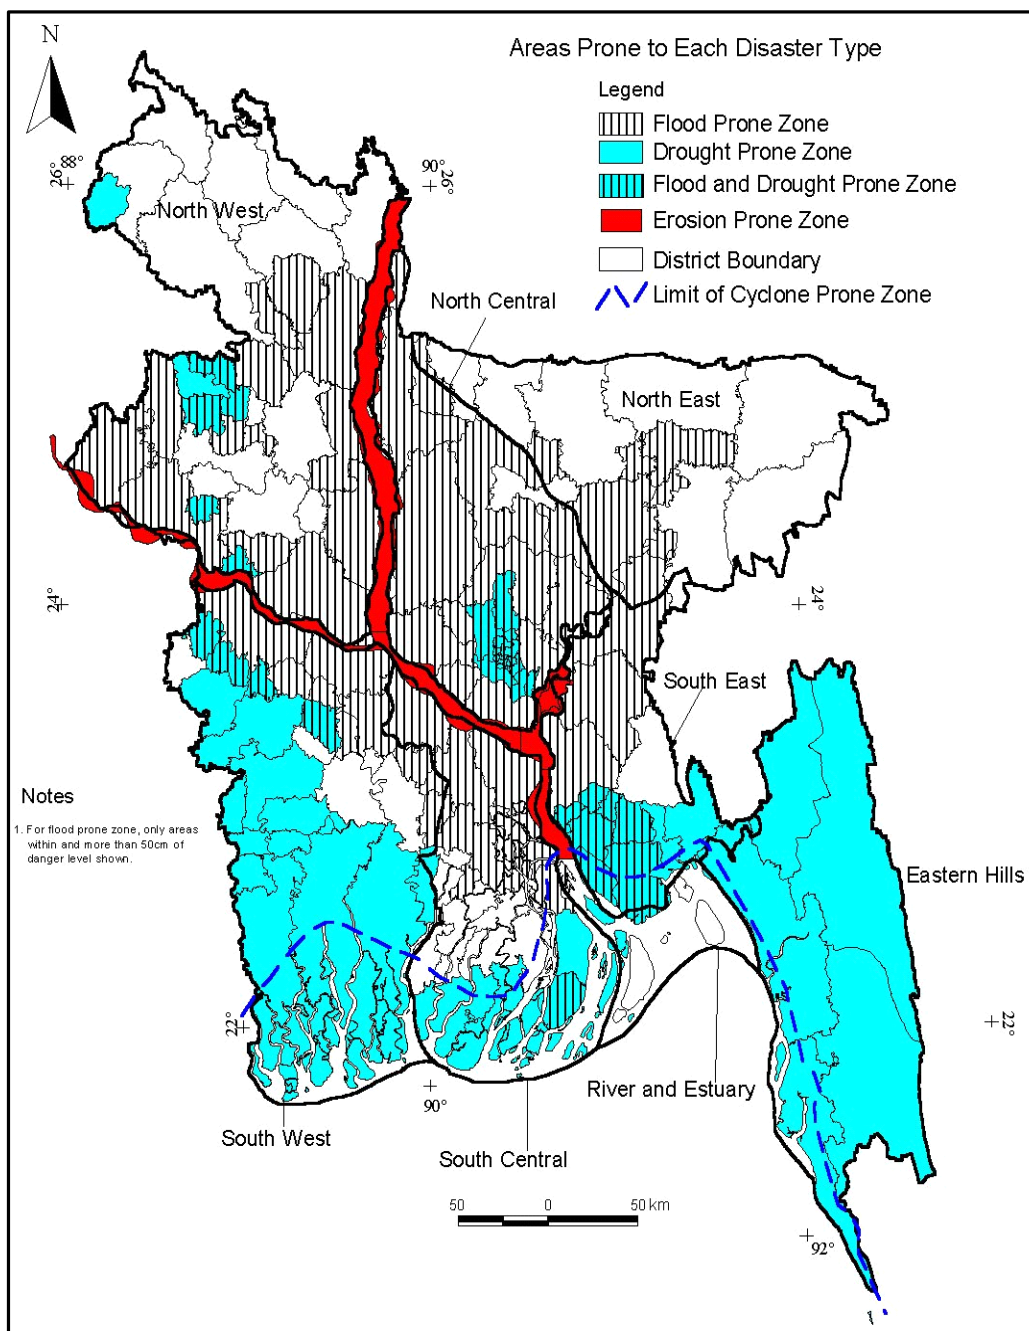 N
Areas Prone to Each Disaster Type
Legend
Flood Prone Zone
Drought Prone Zone
Flood and Drought Prone Zone
Erosion Prone Zone
District Boundary
Limit of Cyclone Prone Zone
26° 88°
90° 26°
North West
North Central
North East
24°
24°
South East
Notes
1. For flood prone zone, only areas
within and more than 50cm of
danger level shown.
Eastern Hills
22°
22°
90°
River and Estuary
South West
South Central
50 0 50 km
92°